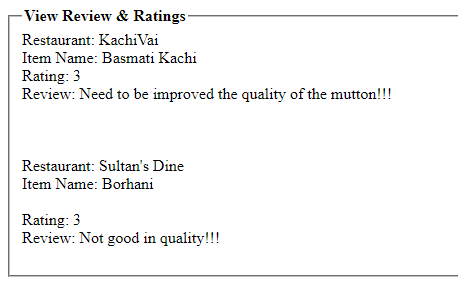 View Review & Ratings
Restaurant: KachiVai
Item Name: Basmati Kachi
Rating: 3
Review: Need to be improved the quality of the mutton!!!
Restaurant: Sultan's Dine
Item Name: Borhani
Rating: 3
Review: Not good in quality!!!